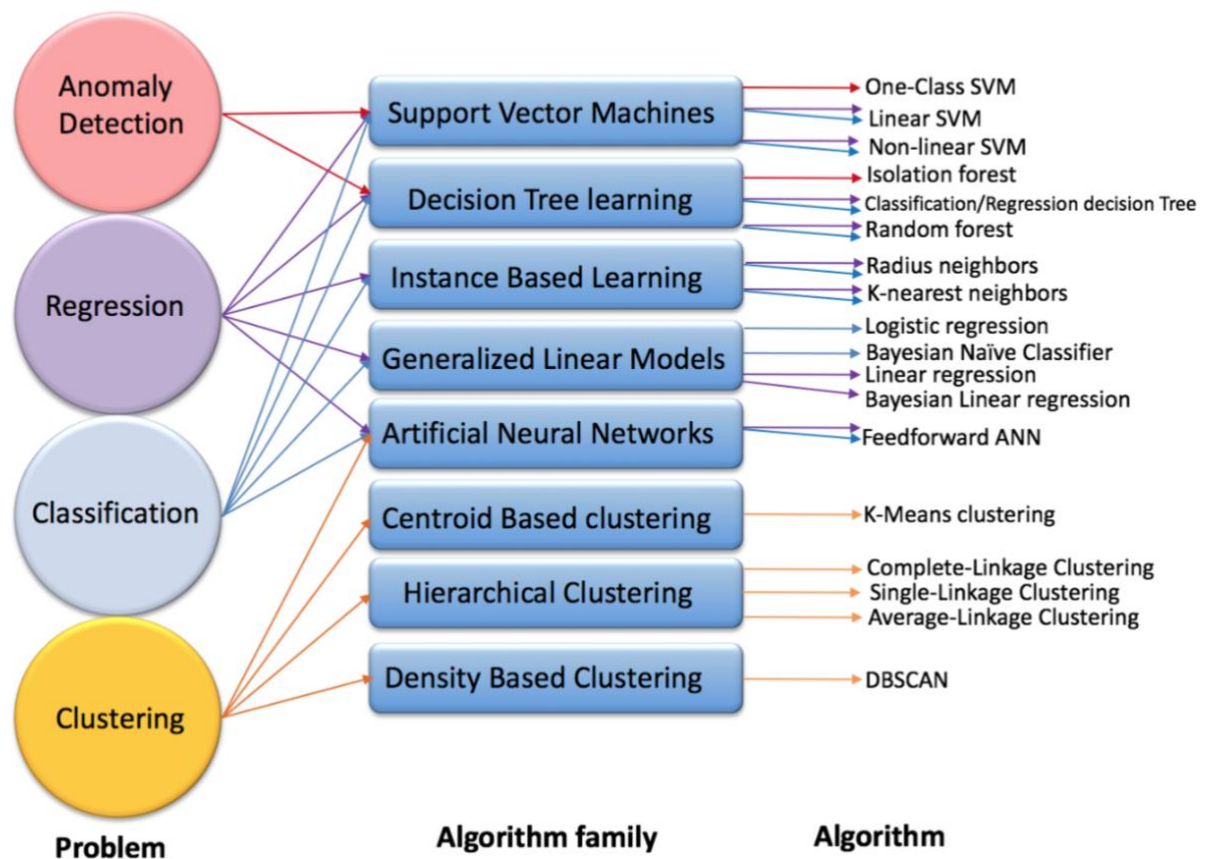 Anomaly
Detection
Regression
Classification
Clustering
Problem
Support Vector Machines
Decision Tree learning
Instance Based Learning
Generalized Linear Models
Artificial Neural Networks
Centroid Based clustering
Hierarchical Clustering
Density Based Clustering
Algorithm family
One-Class SVM
Linear SVM
Non-linear SVM
Isolation forest
Classification/Regression decision Tree
Random forest
Radius neighbors
K-nearest neighbors
Logistic regression
Bayesian Naïve Classifier
Linear regression
Bayesian Linear regression
Feedforward ANN
K-Means clustering
Complete-Linkage Clustering
Single-Linkage Clustering
Average-Linkage Clustering
DBSCAN
Algorithm